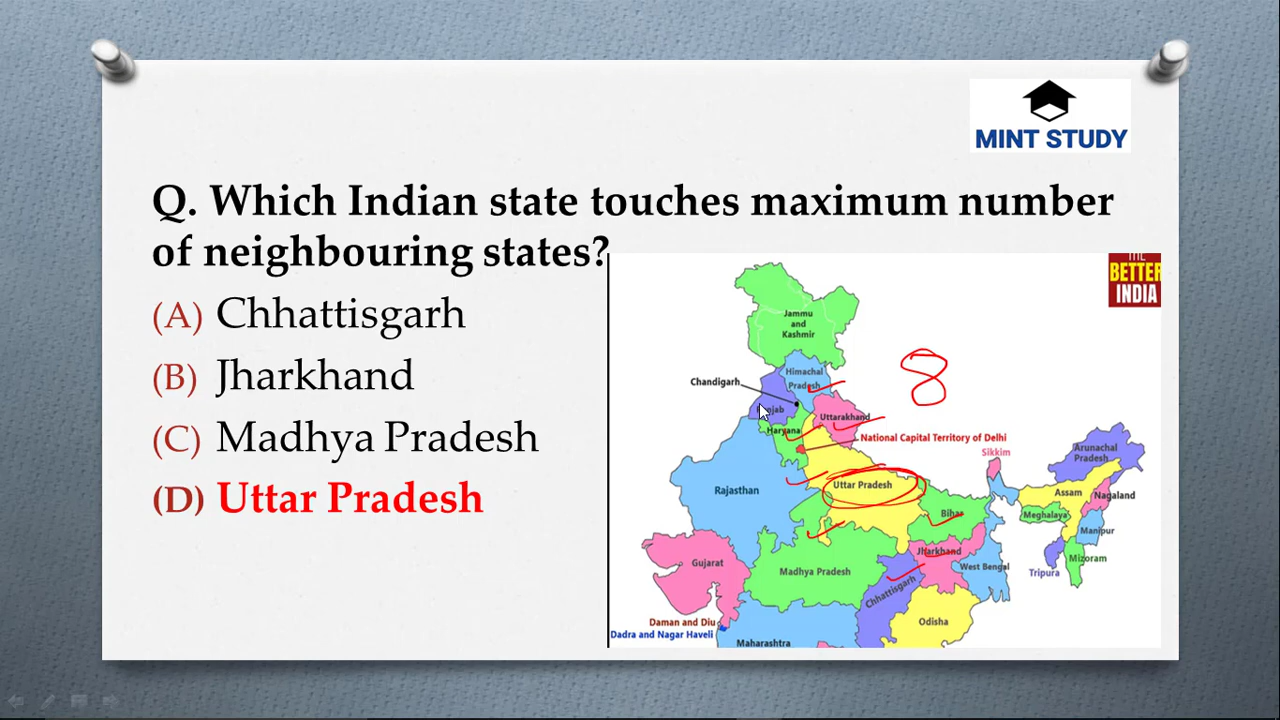 MINT STUDY
Q. Which Indian state touches maximum number
of neighbouring states?
(A) Chhattisgarh
(B) Jharkhand
(C) Madhya Pradesh
(D) Uttar Pradesh
THE
BETTER
INDIA
Jammu
and
Kashmir
8
Himachal
Pradesh
Chandigarh
Uttarakhand
Haryana
National Capital Territory of Delhi
Sikkim
Arunachal
Pradesh
Rajasthan
Uttar Pradesh
Assam
Nagaland
Bihar
Meghalaya
Manipur
Jharkhand
Mizoram
Gujarat
Madhya Pradesh
West Bengal
Tripura
Chhattisgarh
Daman and Diu
Dadra and Nagar Haveli
Odisha
Maharashtra